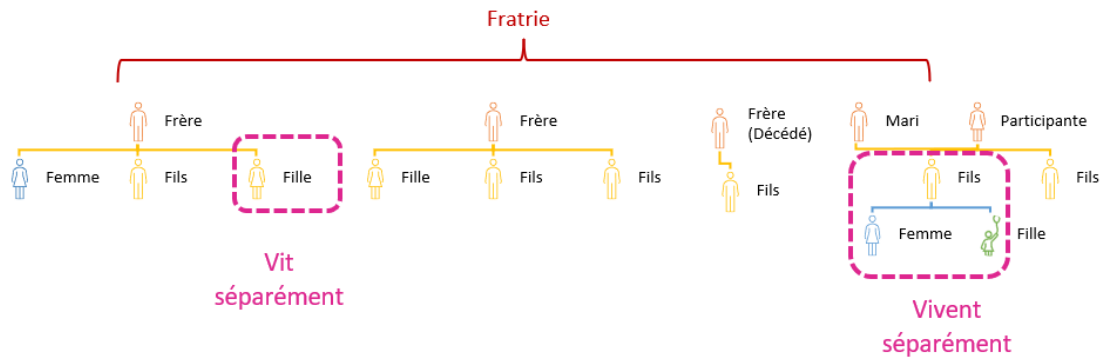 Fratrie
Frère
Frère
Frère
(Décédé)
Mari
Participante
Femme
Fils
Fille
Fille
Fils
Fils
Fils
Fils
Fils
Femme
Fille
Vit
séparément
Vivent
séparément